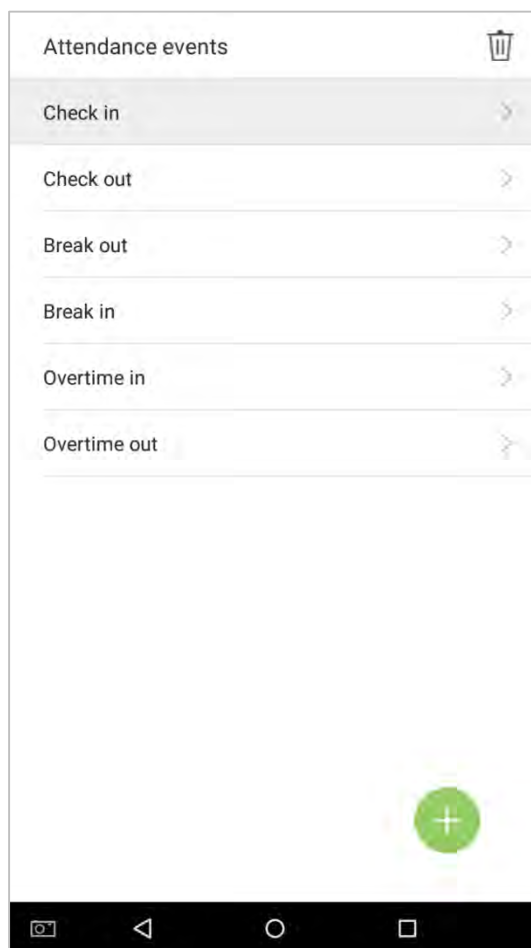 Attendance events
Check in
Check out
Break out
Break in
Overtime in
Overtime out